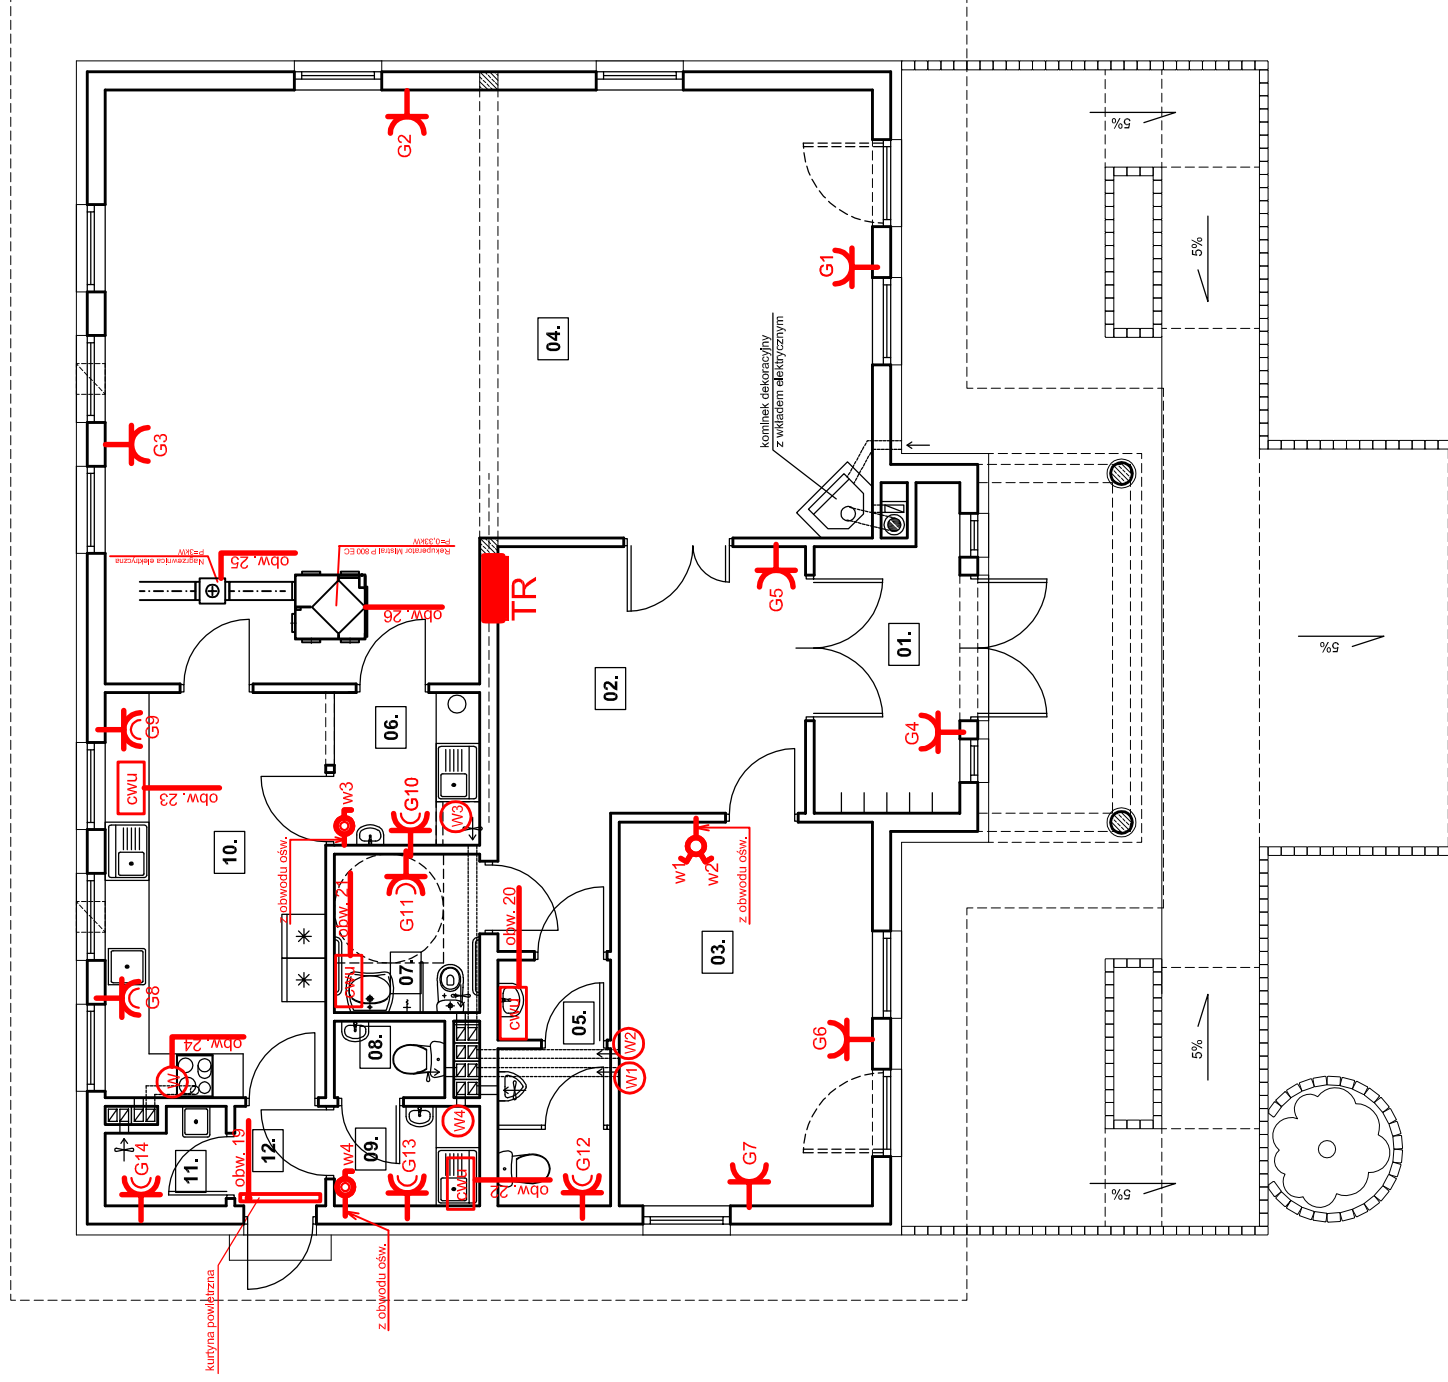 G2
5%
5%
G1
04.
kominek dekoracyjny
z wkładem elektrycznym
G3
Nagrzewnica elektryczna
P=3kW
obw. 25
Rekuperator Mistral P 800 EC
P=0,33kW
obw. 26
TR
G5
01.
5%
02.
G9
06.
G4
cwu
obw. 23
w3
G10
W3
10.
z obwodu ośw.
w1
w2
z obwodu ośw.
obw. 21
G11
obw. 20
03.
G8
cwu
07.
cwu
05.
08.
G6
W2
W1
5%
obw. 24
W
W4
11.
G14
obw. 19
12.
w4
09.
G13
cwu
obw. 22
G12
G7
5%
kurtyna powietrzna
z obwodu ośw.